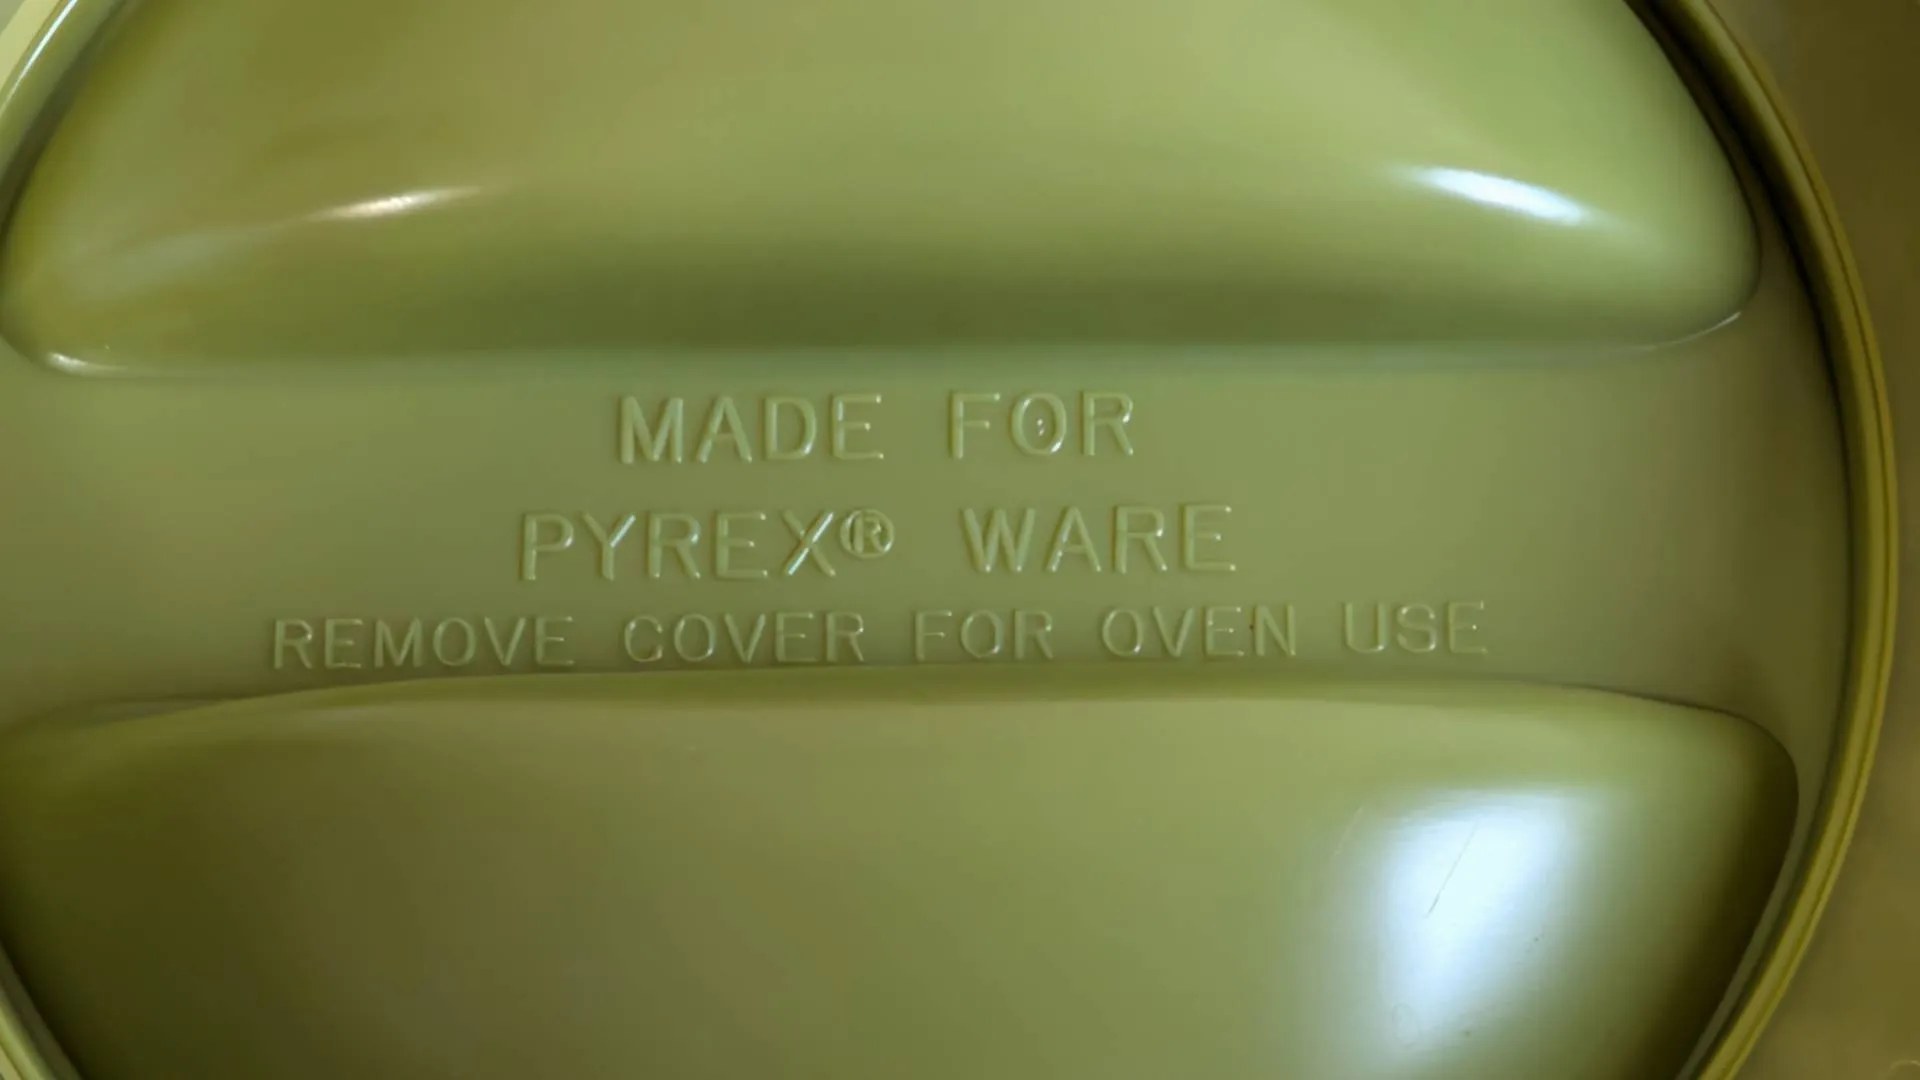 MADE FOR
PYREX® WARE
REMOVE COVER FOR OVEN USE